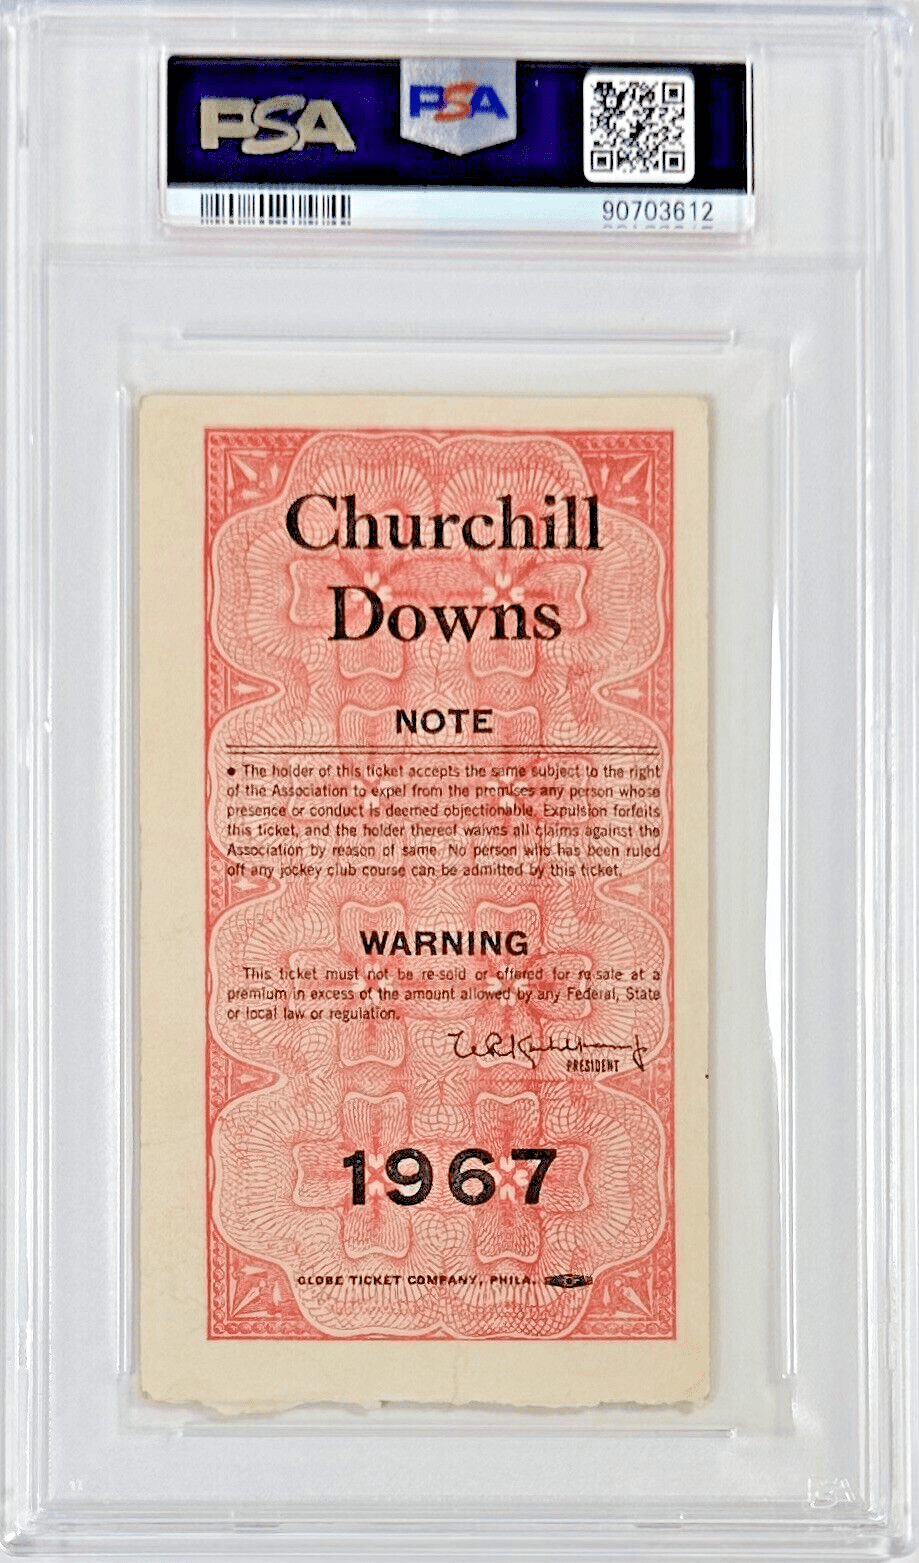 PSA
PSA
90703612
Churchill
Downs
NOTE
• The holder of this ticket accepts the same subject to the right
of the Association to expel from the premises any person whose
presence or conduct is deemed objectionable. Expulsion forfeits
this ticket, and the holder thereof waives all claims against the
Association by reason of same. No person who has been ruled
off any jockey club course can be admitted by this ticket.
WARNING
This ticket must not be re-sold or offered for re-sale at a
premium in excess of the amount allowed by any Federal, State
or local law or regulation.
PRESIDENT
1967
GLOBE TICKET COMPANY, PHILA.
PSA